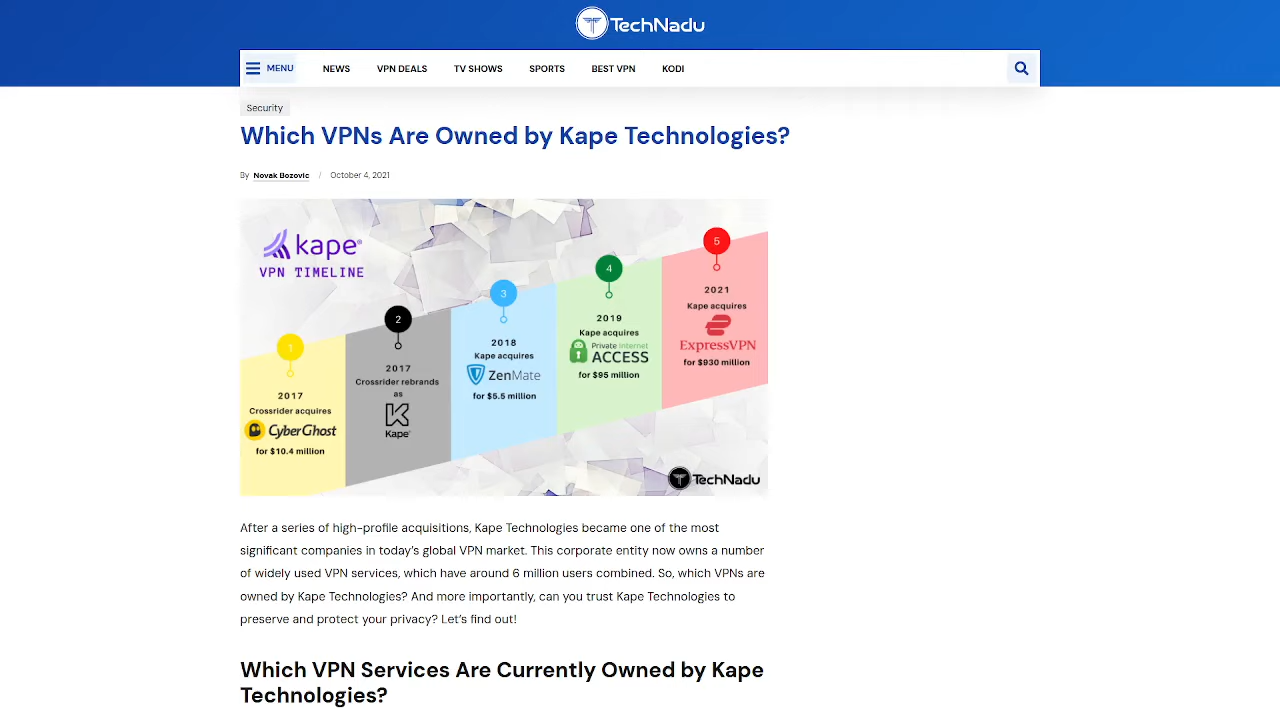 TechNadu
MENU
NEWS
VPN DEALS
TV SHOWS
SPORTS
BEST VPN
KODI
Security
Which VPNs Are Owned by Kape Technologies?
By Novak Bozovic / October 4, 2021
kape®
VPN TIMELINE
1
2017
Crossrider acquires
CyberGhost
for $10.4 million
2
2017
Crossrider rebrands
as
Kape®
3
2018
Kape acquires
ZenMate
for $5.5 million
4
2019
Kape acquires
Private Internet
ACCESS
for $95 million
5
2021
Kape acquires
ExpressVPN
for $930 million
TechNadu
After a series of high-profile acquisitions, Kape Technologies became one of the most
significant companies in today's global VPN market. This corporate entity now owns a number
of widely used VPN services, which have around 6 million users combined. So, which VPNs are
owned by Kape Technologies? And more importantly, can you trust Kape Technologies to
preserve and protect your privacy? Let's find out!
Which VPN Services Are Currently Owned by Kape
Technologies?